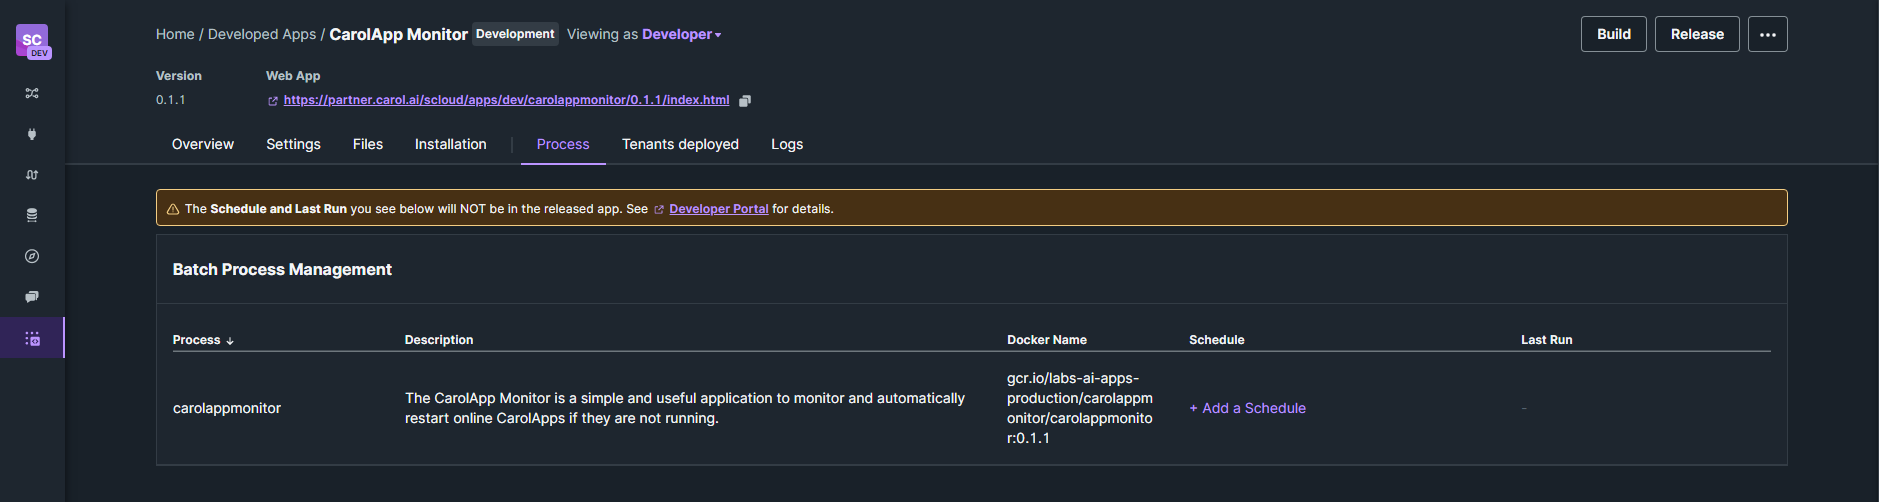 SC
DEV
Home / Developed Apps / CarolApp Monitor Development Viewing as Developer
Build
Release
Version
Web App
0.1.1
https://partner.carol.ai/scloud/apps/dev/carolappmonitor/0.1.1/index.html
Overview Settings Files Installation Process Tenants deployed Logs
The Schedule and Last Run you see below will NOT be in the released app. See Developer Portal for details.
Batch Process Management
Process Description Docker Name Schedule Last Run
carolappmonitor
The CarolApp Monitor is a simple and useful application to monitor and automatically
restart online CarolApps if they are not running.
gcr.io/labs-ai-apps-
production/carolappm
onitor/carolappmonito
r:0.1.1
+ Add a Schedule
-